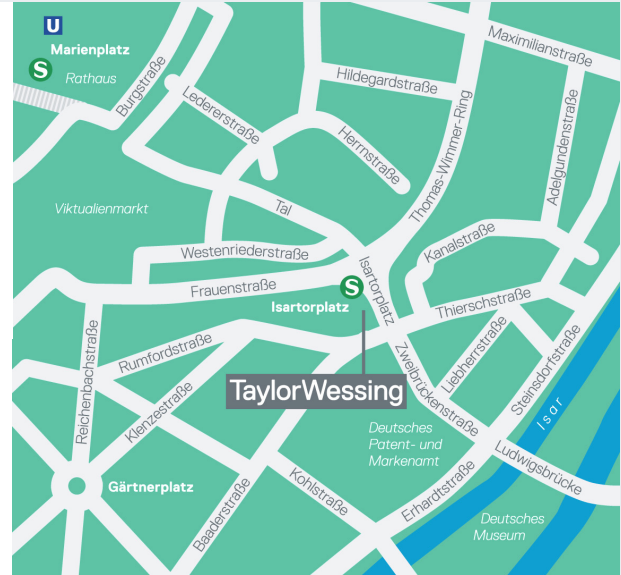 U
Marienplatz
S
Rathaus
Burgstraße
Maximilianstraße
Hildegardstraße
Ledererstraße
Herrnstraße
Thomas-Wimmer-Ring
Adelgundenstraße
Viktualienmarkt
Tal
Westenriederstraße
Kanalstraße
Isartorplatz
Frauenstraße
S
Isartorplatz
Thierschstraße
Reichenbachstraße
Rumfordstraße
Liebherrstraße
Steinsdorfstraße
Zweibrückenstraße
TaylorWessing
Klenzestraße
Isar
Deutsches
Patent- und
Markenamt
Ludwigsbrücke
Gärtnerplatz
Kohlstraße
Baaderstraße
Erhardtstraße
Deutsches
Museum